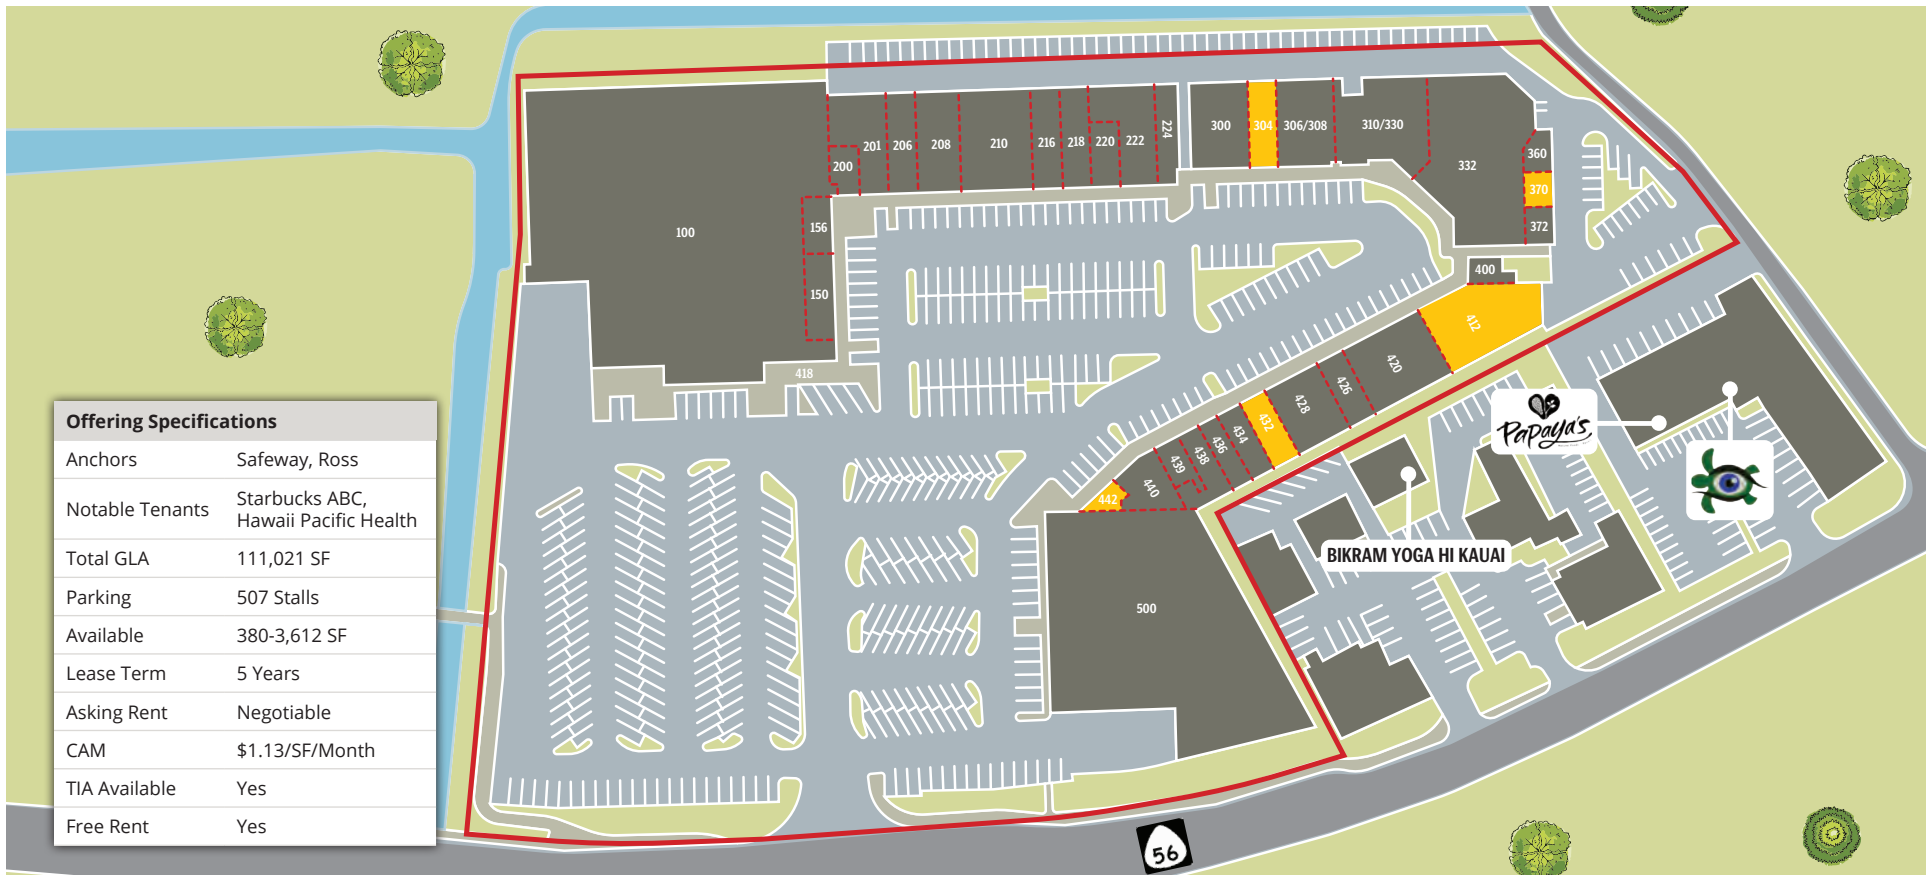 300
304
306/308
310/330
224
201
206
208
210
216
218
220
222
200
360
332
370
372
156
100
400
150
412
420
418
426
428
432
434
436
438
439
440
442
500
Papaya's
BIKRAM YOGA HI KAUAI
56
Offering Specifications
Anchors Safeway, Ross
Notable Tenants Starbucks ABC,
Hawaii Pacific Health
Total GLA 111,021 SF
Parking 507 Stalls
Available 380-3,612 SF
Lease Term 5 Years
Asking Rent Negotiable
CAM $1.13/SF/Month
TIA Available Yes
Free Rent Yes